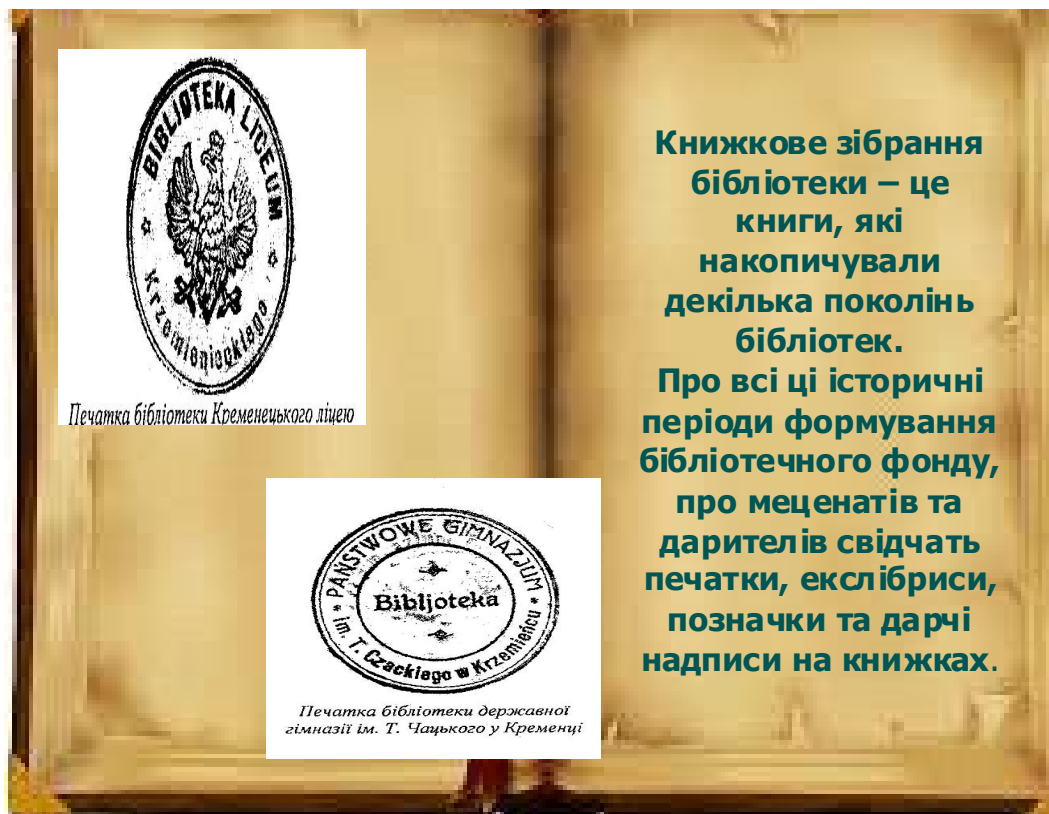 BIBLJOTEKA LICEUM
Krzemienieckiego
Печатка бібліотеки Кременецького ліцею
PAŃSTWOWE GIMNAZJUM
Bibljoteka
im. T. Czackiego w Krzemieńcu
Печатка бібліотеки державної
гімназії ім. Т. Чацького у Кременці
Книжкове зібрання
бібліотеки – це
книги, які
накопичували
декілька поколінь
бібліотек.
Про всі ці історичні
періоди формування
бібліотечного фонду,
про меценатів та
дарителів свідчать
печатки, екслібриси,
позначки та дарчі
надписи на книжках.